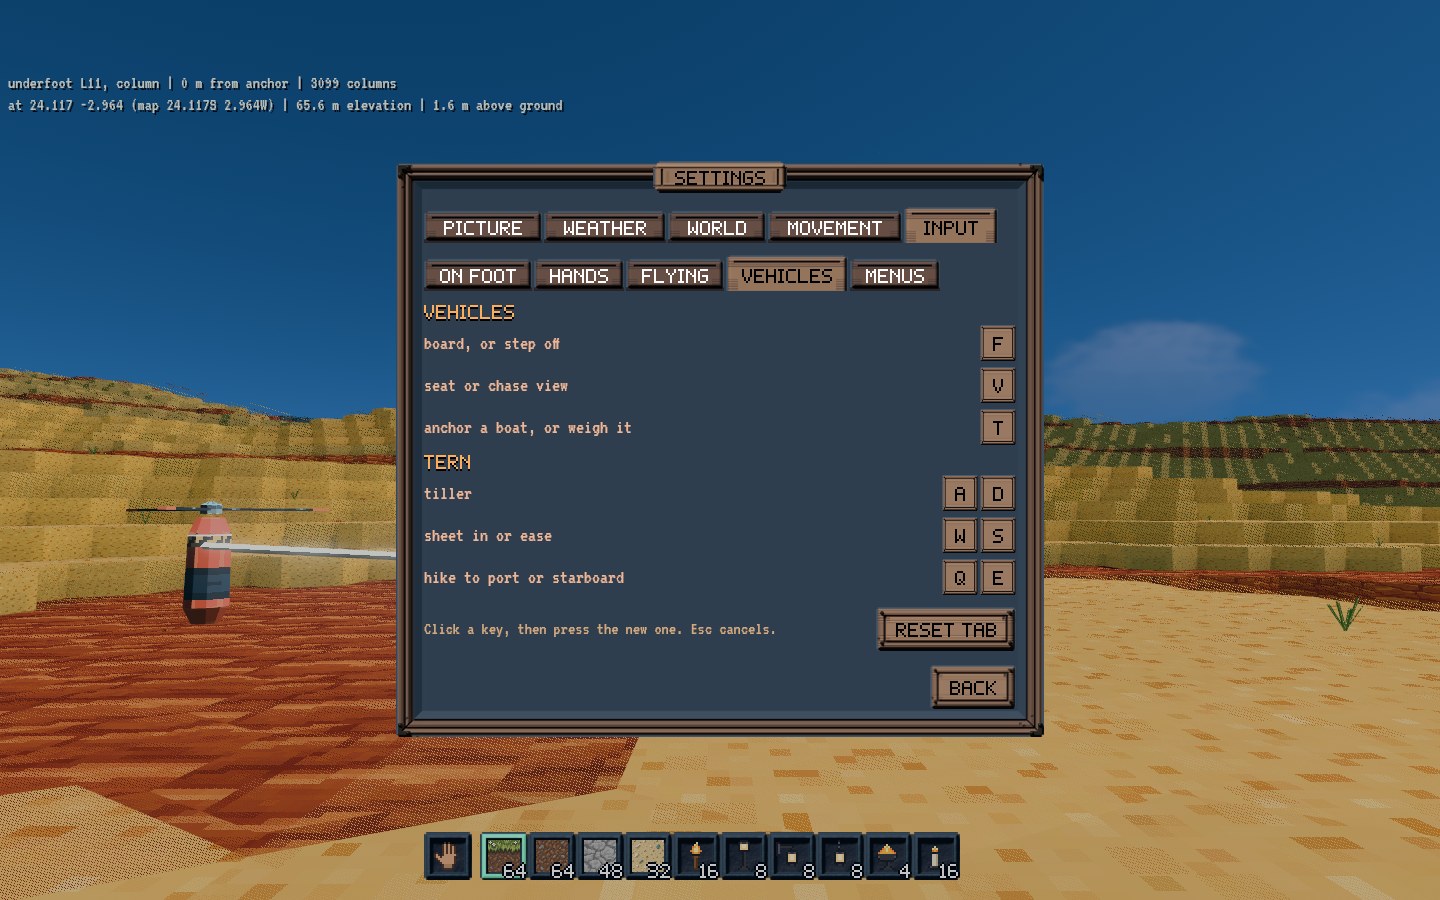 underfoot L11, column | 0 m from anchor | 3099 columns
at 24.117 -2.964 (map 24.117S 2.964W) | 65.6 m elevation | 1.6 m above ground
SETTINGS
PICTURE WEATHER WORLD MOVEMENT INPUT
ON FOOT HANDS FLYING VEHICLES MENUS
VEHICLES
board, or step off F
seat or chase view V
anchor a boat, or weigh it T
TERN
tiller A D
sheet in or ease W S
hike to port or starboard Q E
Click a key, then press the new one. Esc cancels. RESET TAB
BACK
64 64 48 32 16 8 8 8 4 16